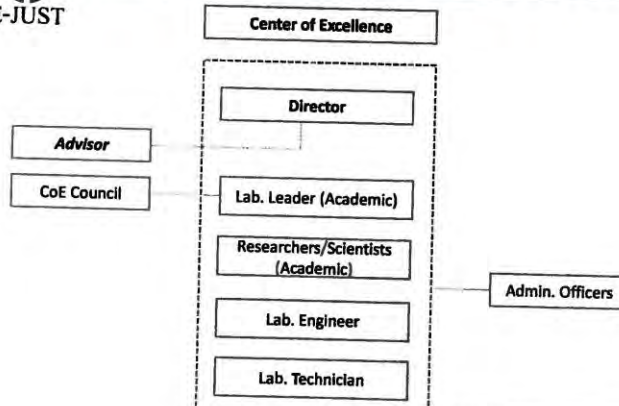 E-JUST
Center of Excellence
Director
Advisor
CoE Council
Lab. Leader (Academic)
Researchers/Scientists
(Academic)
Admin. Officers
Lab. Engineer
Lab. Technician